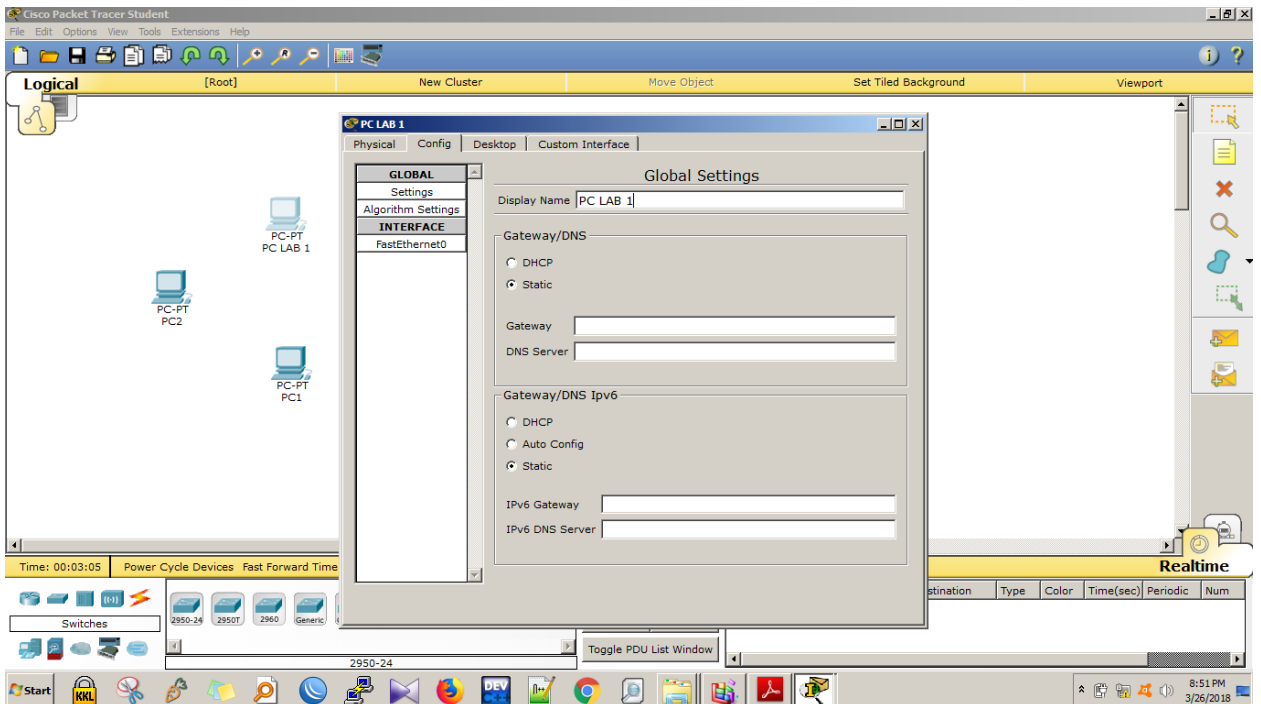 Cisco Packet Tracer Student
File Edit Options View Tools Extensions Help
Logical [Root] New Cluster Move Object Set Tiled Background Viewport
PC LAB 1
Physical Config Desktop Custom Interface
GLOBAL
Settings
Algorithm Settings
INTERFACE
FastEthernet0
Global Settings
Display Name PC LAB 1
Gateway/DNS
DHCP
Static
Gateway
DNS Server
Gateway/DNS Ipv6
DHCP
Auto Config
Static
IPv6 Gateway
IPv6 DNS Server
PC-PT
PC LAB 1
PC-PT
PC2
PC-PT
PC1
Time: 00:03:05 Power Cycle Devices Fast Forward Time
Realtime
Switches
2950-24 2950T 2960 Generic
2950-24
stination Type Color Time(sec) Periodic Num
Toggle PDU List Window
Start
KKL
DEV
8:51 PM
3/26/2018